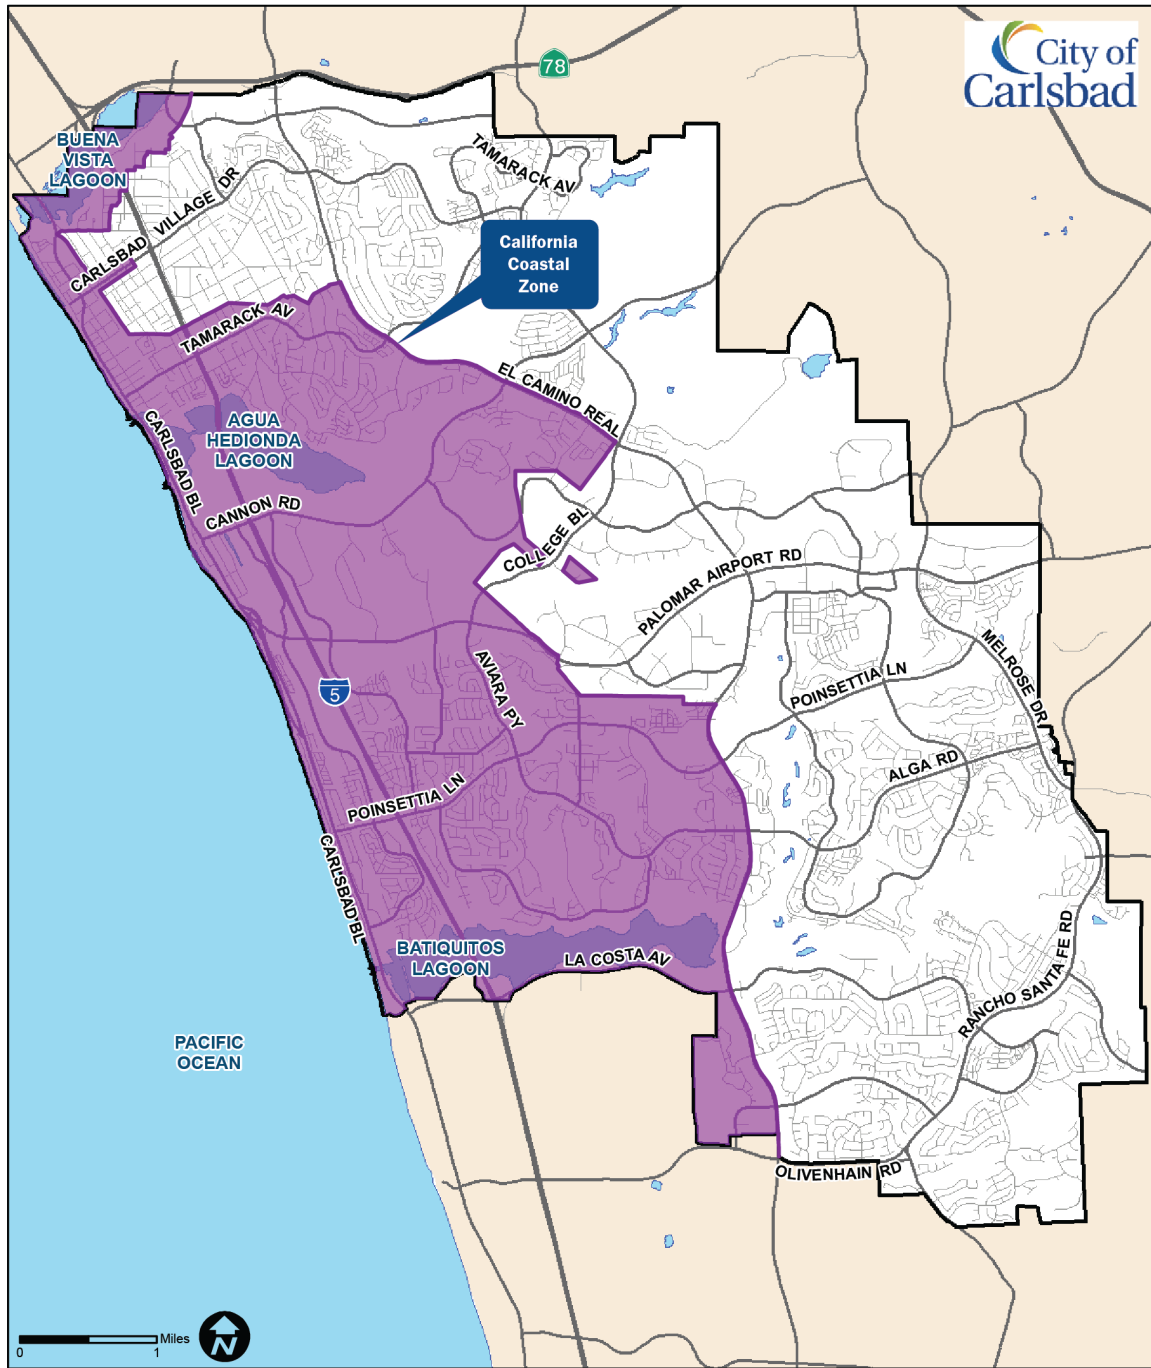 City of
Carlsbad
78
BUENA
VISTA
LAGOON
TAMARACK AV
CARLSBAD VILLAGE DR
California
Coastal
Zone
TAMARACK AV
EL CAMINO REAL
AGUA
HEDIONDA
LAGOON
CARLSBAD BL
CANNON RD
COLLEGE BL
PALOMAR AIRPORT RD
MELROSE DR
AVIARA PY
POINSETTIA LN
5
ALGA RD
POINSETTIA LN
CARLSBAD BL
BATIQUITOS
LAGOON
LA COSTA AV
RANCHO SANTA FE RD
PACIFIC
OCEAN
OLIVENHAIN RD
Miles
0 1
N